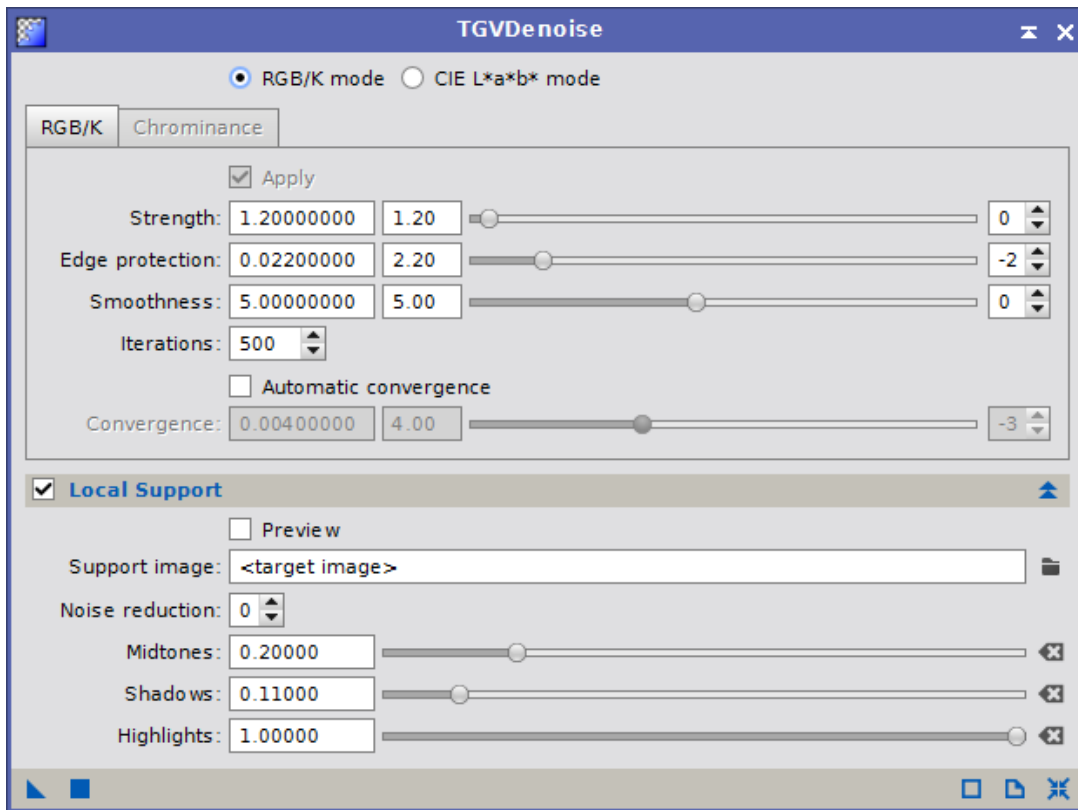 TGVDenoise
RGB/K mode CIE L*a*b* mode
RGB/K Chrominance
Apply
Strength: 1.20000000 1.20 0
Edge protection: 0.02200000 2.20 -2
Smoothness: 5.00000000 5.00 0
Iterations: 500
Automatic convergence
Convergence: 0.00400000 4.00 -3
Local Support
Preview
Support image: <target image>
Noise reduction: 0
Midtones: 0.20000
Shadows: 0.11000
Highlights: 1.00000